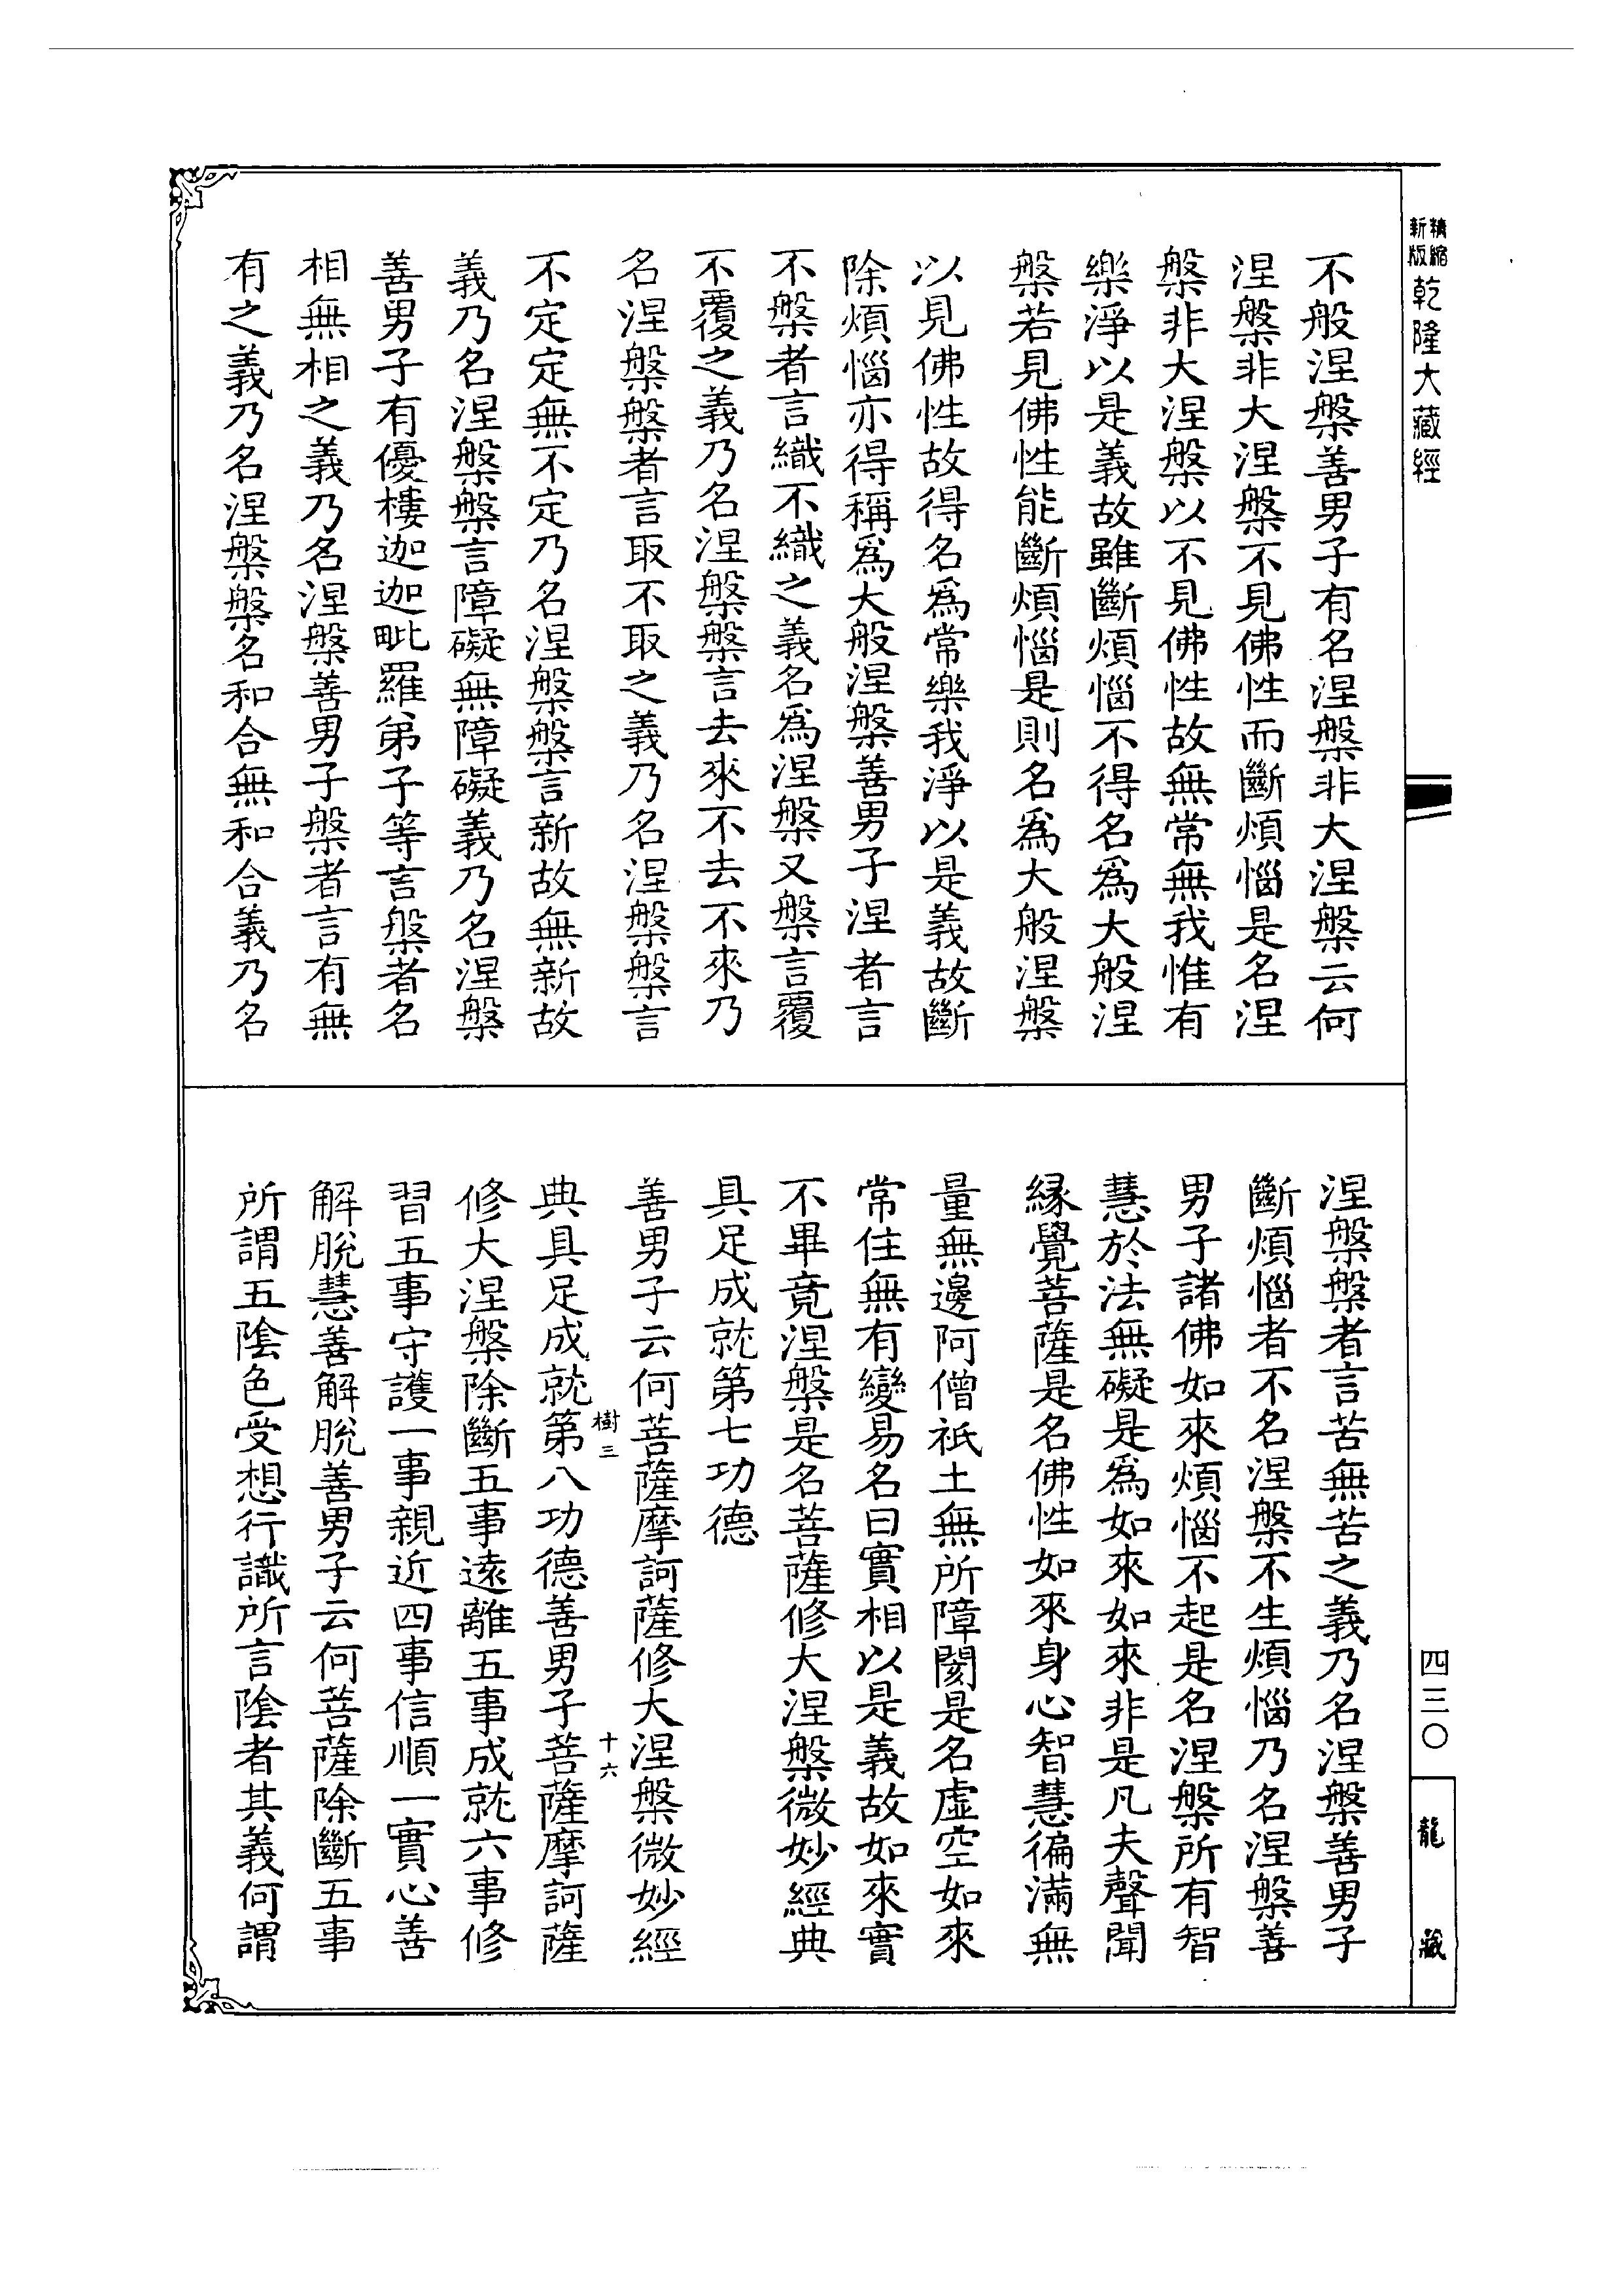 精縮
新版
乾隆大藏經
不般涅槃善男子有名涅槃非大涅槃云何
涅槃非大涅槃不見佛性而斷煩惱是名涅
槃非大涅槃以不見佛性故無常無我惟有
樂淨以是義故雖斷煩惱不得名爲大般涅
槃若見佛性能斷煩惱是則名爲大般涅槃
以見佛性故得名爲常樂我淨以是義故斷
除煩惱亦得稱爲大般涅槃善男子涅者言
不槃者言織不織之義名爲涅槃又槃言覆
不覆之義乃名涅槃槃言去來不去不來乃
名涅槃槃者言取不取之義乃名涅槃槃言
不定定無不定乃名涅槃槃言新故無新故
義乃名涅槃槃言障礙無障礙義乃名涅槃
善男子有優樓迦迦毗羅弟子等言槃者名
相無相之義乃名涅槃善男子槃者言有無
有之義乃名涅槃槃名和合無和合義乃名
涅槃槃者言苦無苦之義乃名涅槃善男子
斷煩惱者不名涅槃不生煩惱乃名涅槃善
男子諸佛如來煩惱不起是名涅槃所有智
慧於法無礙是爲如來如來非是凡夫聲聞
緣覺菩薩是名佛性如來身心智慧徧滿無
量無邊阿僧祇土無所障閡是名虛空如來
常住無有變易名曰實相以是義故如來實
不畢竟涅槃是名菩薩修大涅槃微妙經典
具足成就第七功德
善男子云何菩薩摩訶薩修大涅槃微妙經
樹三
十六
典具足成就第八功德善男子菩薩摩訶薩
修大涅槃除斷五事遠離五事成就六事修
習五事守護一事親近四事信順一實心善
解脫慧善解脫善男子云何菩薩除斷五事
所謂五陰色受想行識所言陰者其義何謂
四三〇
龍藏